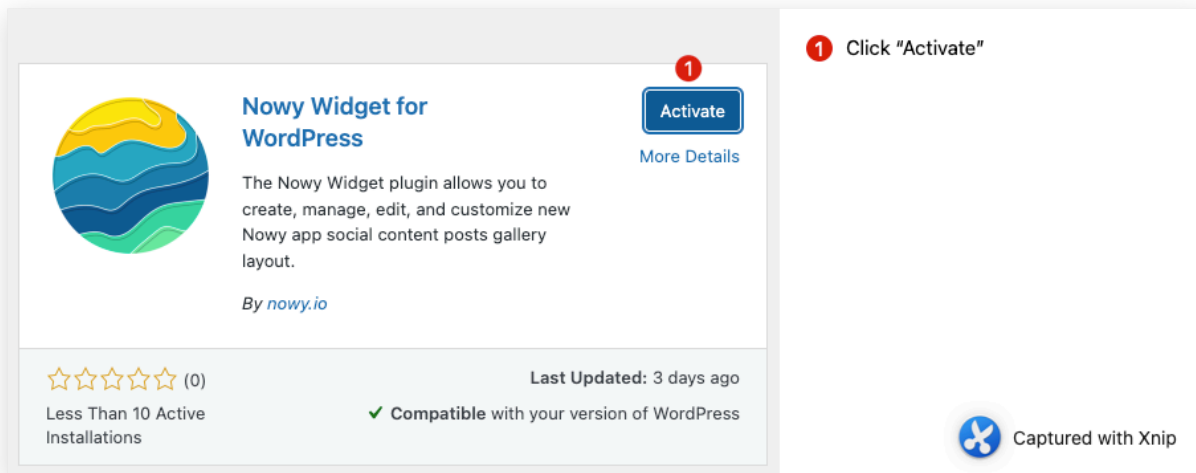 1 Click “Activate”
1
Nowy Widget for
WordPress
Activate
More Details
The Nowy Widget plugin allows you to
create, manage, edit, and customize new
Nowy app social content posts gallery
layout.
By nowy.io
(0)
Less Than 10 Active
Installations
Last Updated: 3 days ago
✓ Compatible with your version of WordPress
Captured with Xnip